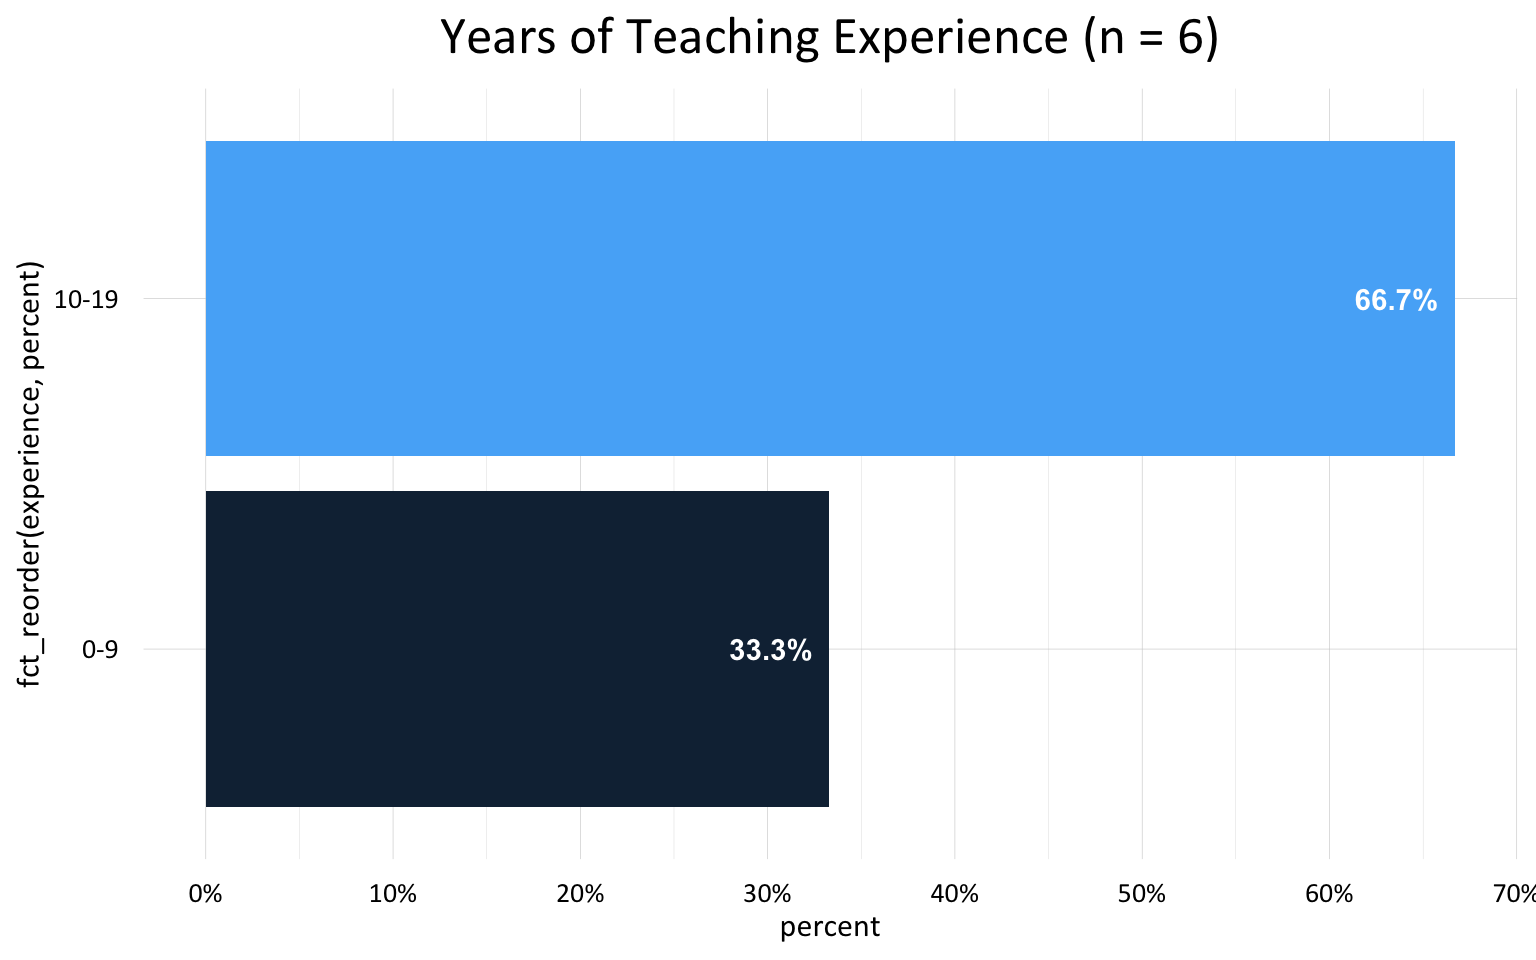 Years of Teaching Experience (n = 6)
fct_reorder(experience, percent)
10-19
66.7%
0-9
33.3%
0% 10% 20% 30% 40% 50% 60% 70%
percent